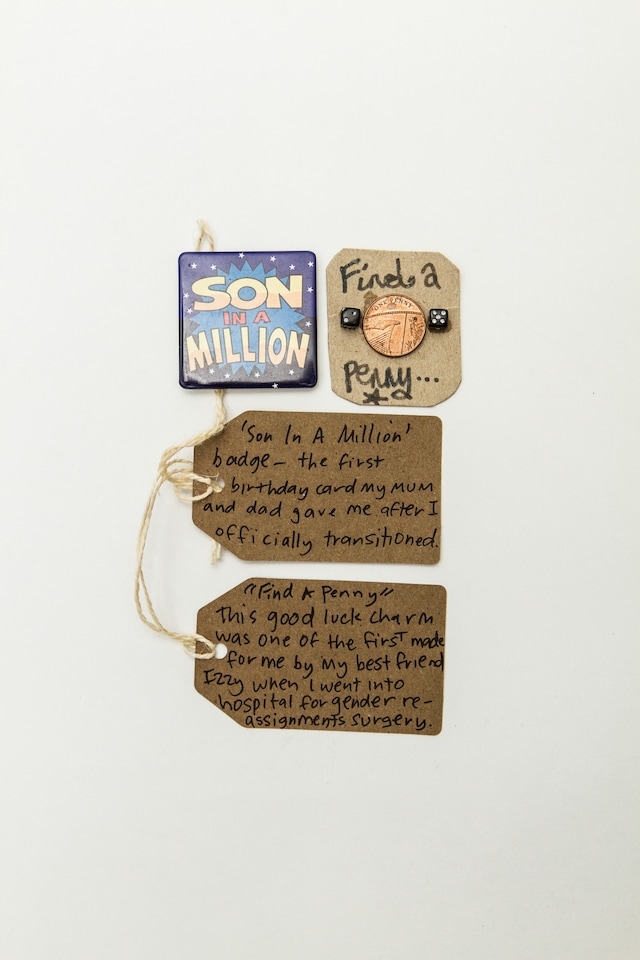 SON
IN A
MILLION
Find a
ONE PENNY
penny...
'Son In A Million'
badge – the first
birthday card my MUM
and dad gave me after I
officially transitioned.
"Find A Penny"
This good luck charm
was one of the first made
for me by my best friend
Izzy when I went into
hospital for gender re-
assignments surgery.